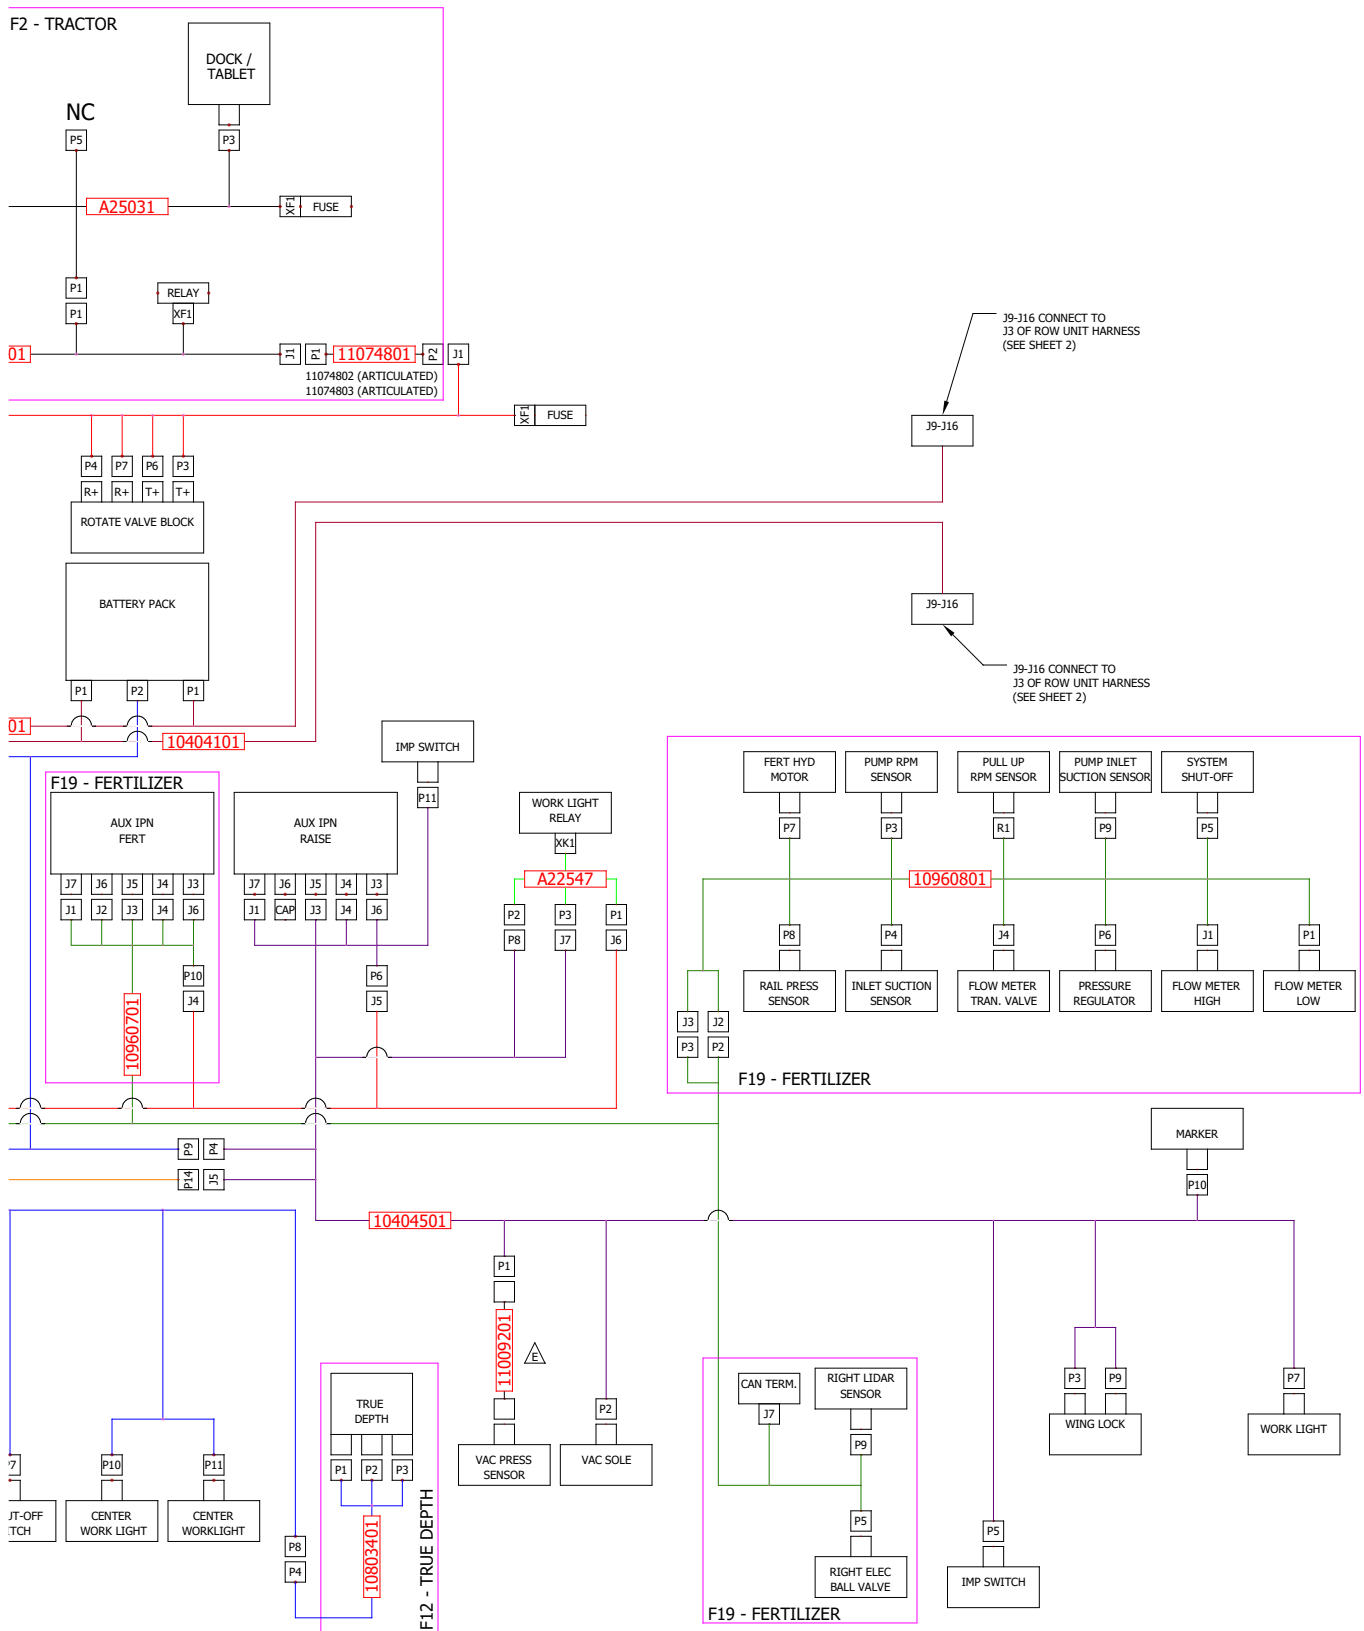 F2 - TRACTOR
DOCK /
TABLET
NC
P5
P3
A25031
XF1
FUSE
P1
P1
RELAY
XF1
01
J1
P1
11074801
P2
J1
11074802 (ARTICULATED)
11074803 (ARTICULATED)
XF1
FUSE
J9-J16 CONNECT TO
J3 OF ROW UNIT HARNESS
(SEE SHEET 2)
J9-J16
P4
P7
P6
P3
R+
R+
T+
T+
ROTATE VALVE BLOCK
BATTERY PACK
P1
P2
P1
J9-J16
J9-J16 CONNECT TO
J3 OF ROW UNIT HARNESS
(SEE SHEET 2)
01
10404101
IMP SWITCH
P11
F19 - FERTILIZER
AUX IPN
FERT
J7
J6
J5
J4
J3
J1
J2
J3
J4
J6
P10
J4
10960701
AUX IPN
RAISE
J7
J6
J5
J4
J3
J1
CAP
J3
J4
J6
P6
J5
WORK LIGHT
RELAY
XK1
A22547
P2
P3
P1
P8
J7
J6
FERT HYD
MOTOR
PUMP RPM
SENSOR
PULL UP
RPM SENSOR
PUMP INLET
SUCTION SENSOR
SYSTEM
SHUT-OFF
P7
P3
R1
P9
P5
10960801
P8
P4
J4
P6
J1
P1
RAIL PRESS
SENSOR
INLET SUCTION
SENSOR
FLOW METER
TRAN. VALVE
PRESSURE
REGULATOR
FLOW METER
HIGH
FLOW METER
LOW
J3
J2
P3
P2
F19 - FERTILIZER
P9
P4
P14
J5
MARKER
P10
10404501
P1
11009201
E
VAC PRESS
SENSOR
P2
VAC SOLE
P3
P9
WING LOCK
P7
WORK LIGHT
P5
IMP SWITCH
CAN TERM.
J7
RIGHT LIDAR
SENSOR
P9
P5
RIGHT ELEC
BALL VALVE
F19 - FERTILIZER
TRUE
DEPTH
P1
P2
P3
10803401
F12 - TRUE DEPTH
P8
P4
P7
UT-OFF
TCH
P10
CENTER
WORK LIGHT
P11
CENTER
WORKLIGHT